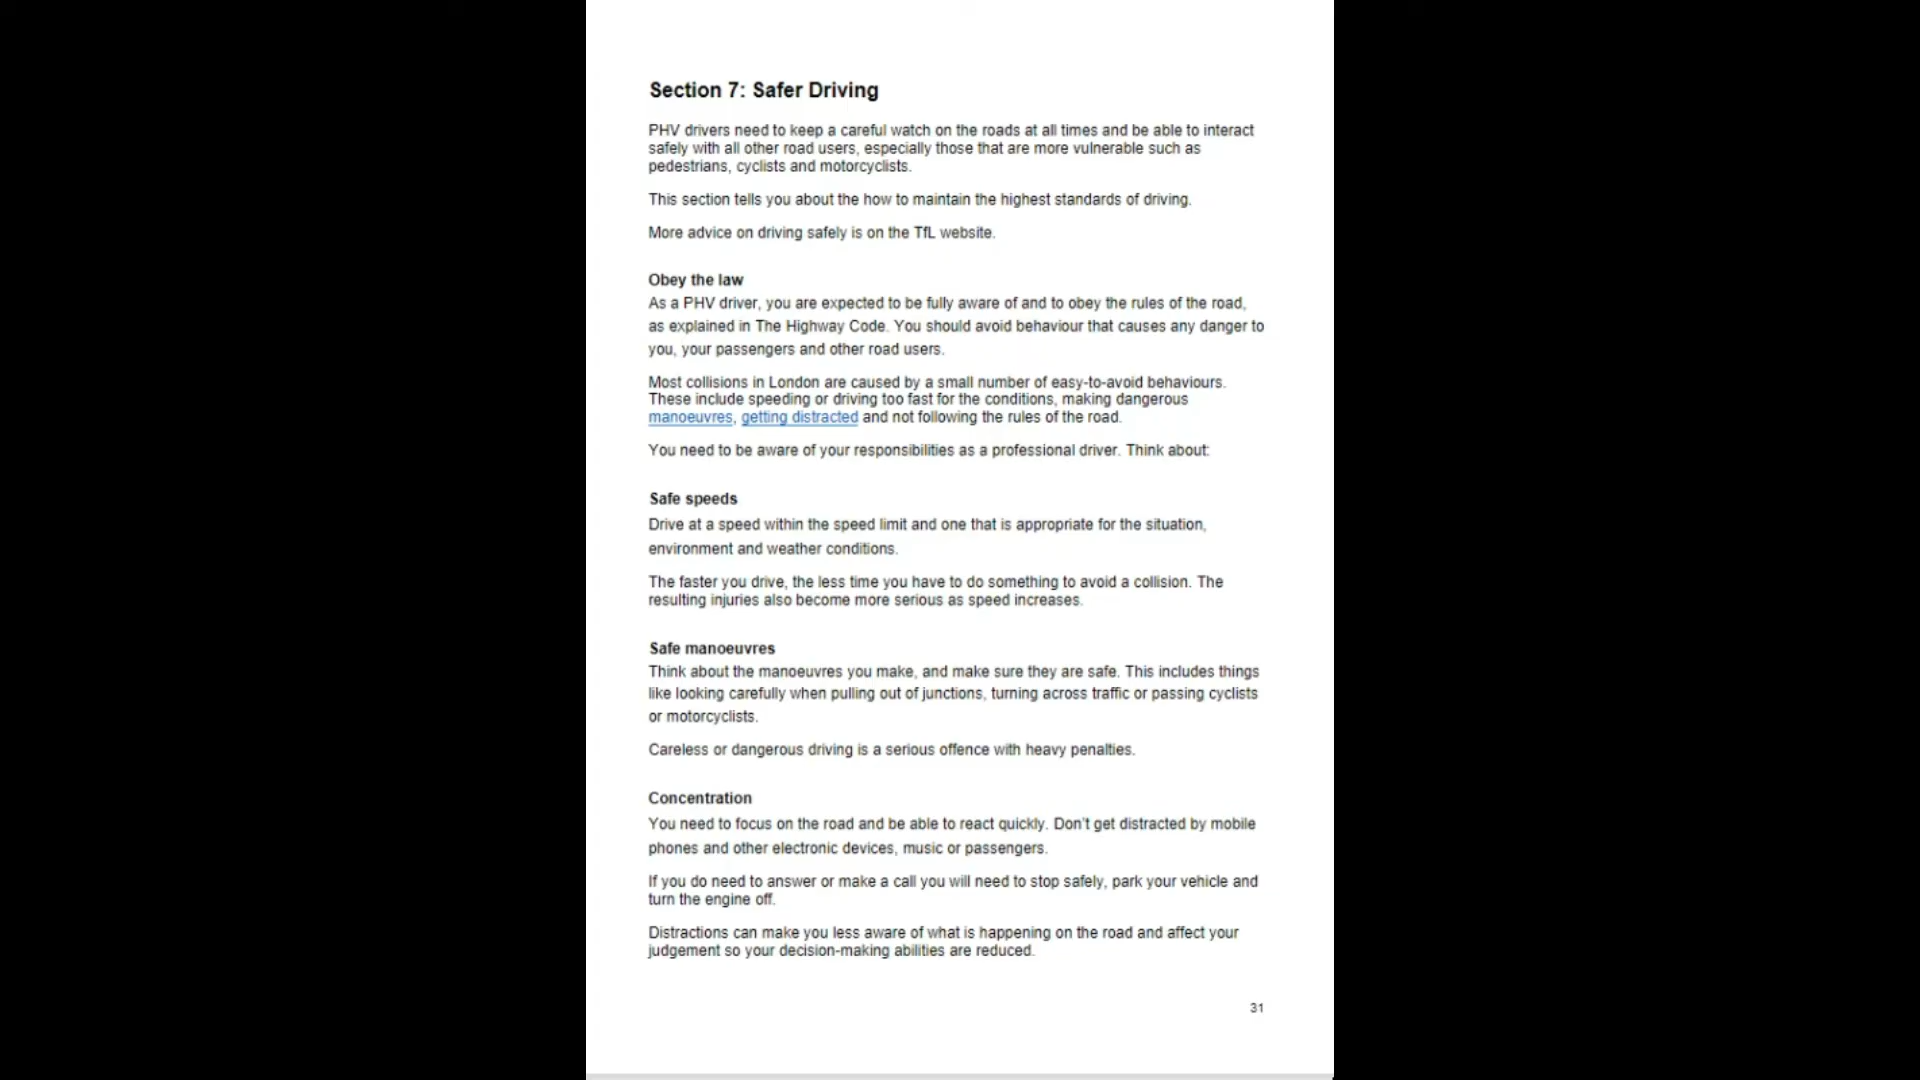 Section 7: Safer Driving
PHV drivers need to keep a careful watch on the roads at all times and be able to interact
safely with all other road users, especially those that are more vulnerable such as
pedestrians, cyclists and motorcyclists.
This section tells you about the how to maintain the highest standards of driving.
More advice on driving safely is on the TfL website.
Obey the law
As a PHV driver, you are expected to be fully aware of and to obey the rules of the road,
as explained in The Highway Code. You should avoid behaviour that causes any danger to
you, your passengers and other road users.
Most collisions in London are caused by a small number of easy-to-avoid behaviours.
These include speeding or driving too fast for the conditions, making dangerous
manoeuvres, getting distracted and not following the rules of the road.
You need to be aware of your responsibilities as a professional driver. Think about:
Safe speeds
Drive at a speed within the speed limit and one that is appropriate for the situation,
environment and weather conditions.
The faster you drive, the less time you have to do something to avoid a collision. The
resulting injuries also become more serious as speed increases.
Safe manoeuvres
Think about the manoeuvres you make, and make sure they are safe. This includes things
like looking carefully when pulling out of junctions, turning across traffic or passing cyclists
or motorcyclists.
Careless or dangerous driving is a serious offence with heavy penalties.
Concentration
You need to focus on the road and be able to react quickly. Don't get distracted by mobile
phones and other electronic devices, music or passengers.
If you do need to answer or make a call you will need to stop safely, park your vehicle and
turn the engine off.
Distractions can make you less aware of what is happening on the road and affect your
judgement so your decision-making abilities are reduced.
31